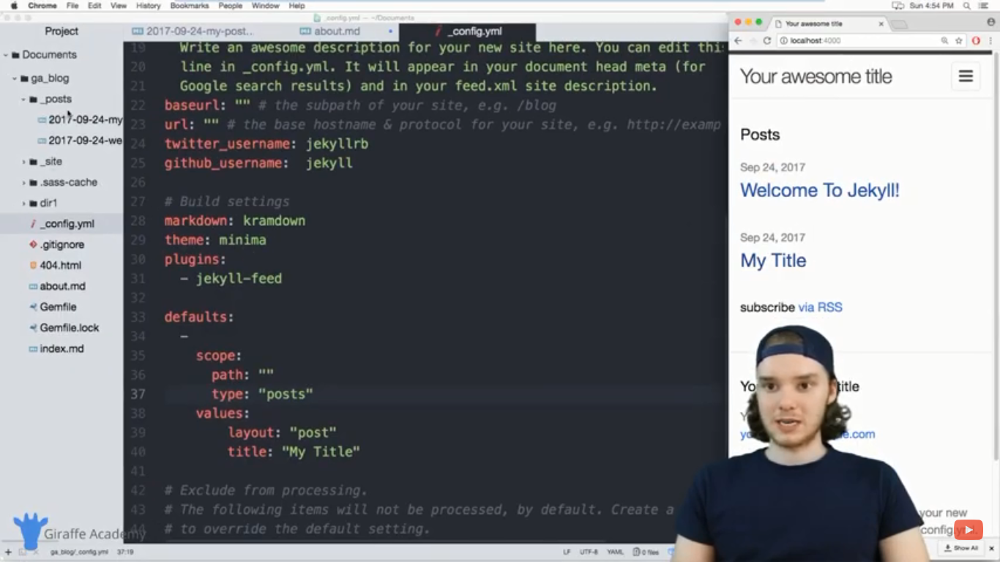 Chrome File Edit View History Bookmarks People Window Help
Sun 4:54 PM
_config.yml — ~/Documents
Project
2017-09-24-my-post...
about.md
_config.yml
Documents
ga_blog
_posts
2017-09-24-my
2017-09-24-we
_site
.sass-cache
dir1
_config.yml
.gitignore
404.html
about.md
Gemfile
Gemfile.lock
index.md
19 Write an awesome description for your new site here. You can edit this
20 line in _config.yml. It will appear in your document head meta (for
21 Google search results) and in your feed.xml site description.
22 baseurl: "" # the subpath of your site, e.g. /blog
23 url: "" # the base hostname & protocol for your site, e.g. http://examp
24 twitter_username: jekyllrb
25 github_username:  jekyll
26
27 # Build settings
28 markdown: kramdown
29 theme: minima
30 plugins:
31 - jekyll-feed
32
33 defaults:
34 -
35 scope:
36 path: ""
37 type: "posts"
38 values:
39 layout: "post"
40 title: "My Title"
41
42 # Exclude from processing.
43 # The following items will not be processed, by default. Create a
44 # to override the default setting.
Giraffe Academy
ga_blog/_config.yml 37:19
LF UTF-8 YAML 0 files
Your awesome title
localhost:4000
Your awesome title
Posts
Sep 24, 2017
Welcome To Jekyll!
Sep 24, 2017
My Title
subscribe via RSS
Yo title
yo e.com
your new
config.yml.
Show All